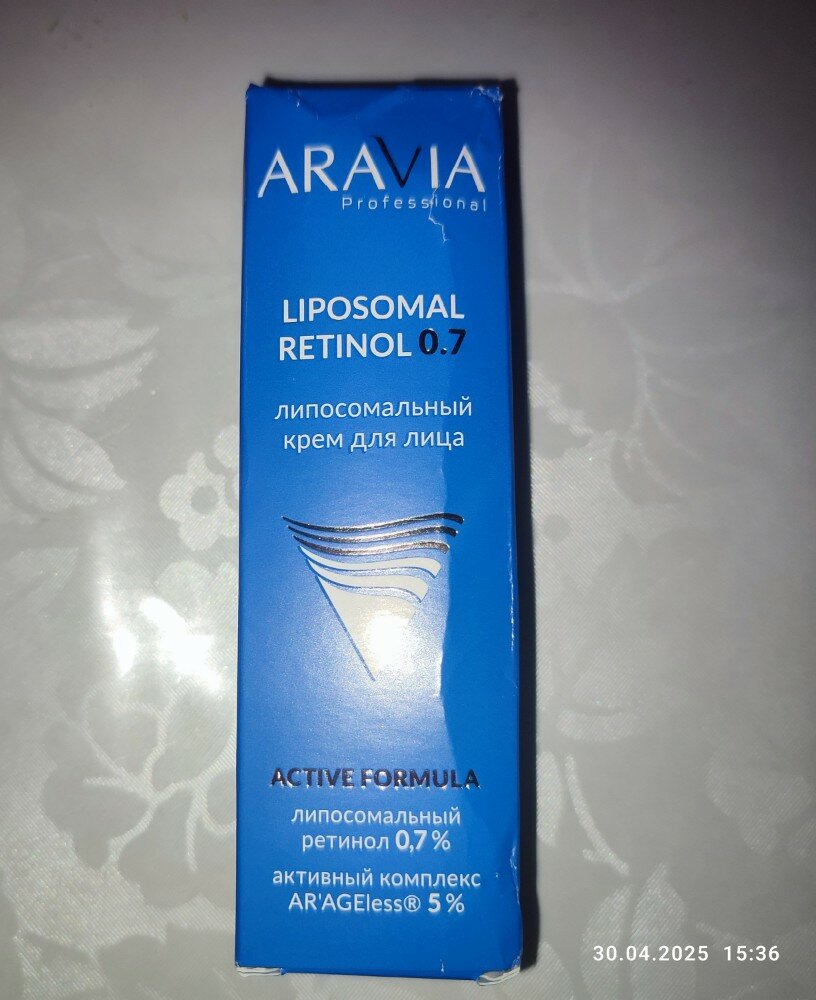 ARAVIA
Professional
LIPOSOMAL
RETINOL 0.7
липосомальный
крем для лица
ACTIVE FORMULA
липосомальный
ретинол 0,7%
активный комплекс
AR'AGEless® 5%
30.04.2025 15:36